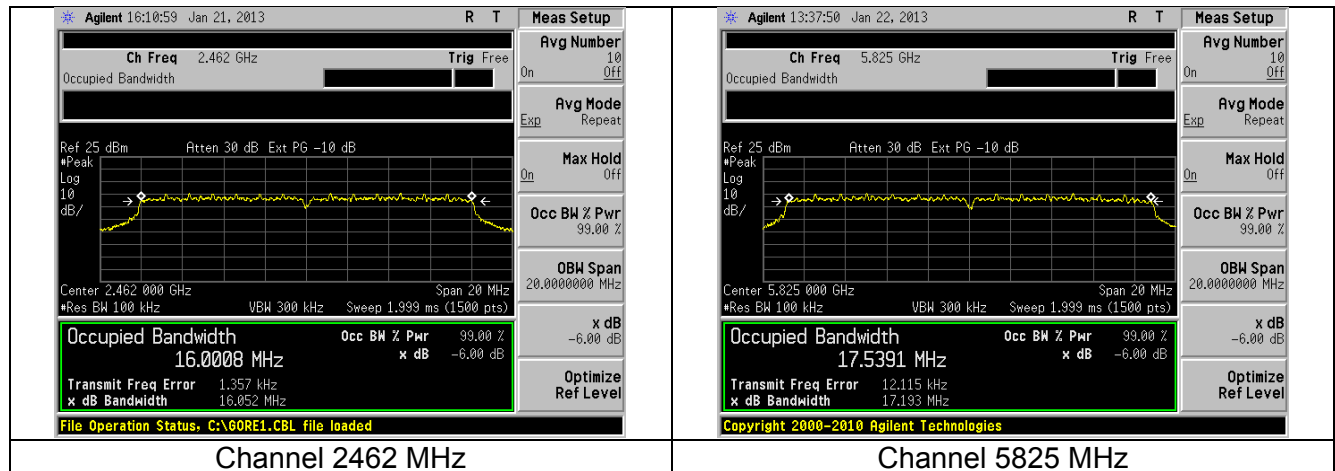 Agilent 16:10:59 Jan 21, 2013 R T
Meas Setup
Ch Freq 2.462 GHz Trig Free
Occupied Bandwidth
Avg Number
10
On Off
Avg Mode
Exp Repeat
Ref 25 dBm Atten 30 dB Ext PG -10 dB
#Peak
Log
10
dB/
Max Hold
On Off
Occ BW % Pwr
99.00 %
Center 2.462 000 GHz Span 20 MHz
#Res BW 100 kHz VBW 300 kHz Sweep 1.999 ms (1500 pts)
OBW Span
20.0000000 MHz
Occupied Bandwidth Occ BW % Pwr 99.00 %
16.0008 MHz x dB -6.00 dB
Transmit Freq Error 1.357 kHz
x dB Bandwidth 16.052 MHz
x dB
-6.00 dB
Optimize
Ref Level
File Operation Status, C:\GORE1.CBL file loaded
Channel 2462 MHz
Agilent 13:37:50 Jan 22, 2013 R T
Meas Setup
Ch Freq 5.825 GHz Trig Free
Occupied Bandwidth
Avg Number
10
On Off
Avg Mode
Exp Repeat
Ref 25 dBm Atten 30 dB Ext PG -10 dB
#Peak
Log
10
dB/
Max Hold
On Off
Occ BW % Pwr
99.00 %
Center 5.825 000 GHz Span 20 MHz
#Res BW 100 kHz VBW 300 kHz Sweep 1.999 ms (1500 pts)
OBW Span
20.0000000 MHz
Occupied Bandwidth Occ BW % Pwr 99.00 %
17.5391 MHz x dB -6.00 dB
Transmit Freq Error 12.115 kHz
x dB Bandwidth 17.193 MHz
x dB
-6.00 dB
Optimize
Ref Level
Copyright 2000-2010 Agilent Technologies
Channel 5825 MHz